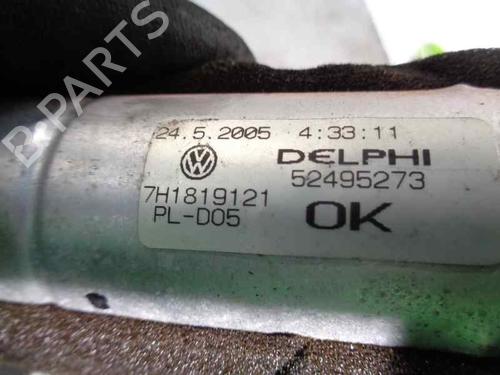 24.5.2005 4:33:11
DELPHI
7H1819121 52495273
PL-D05 OK
B-PARTS